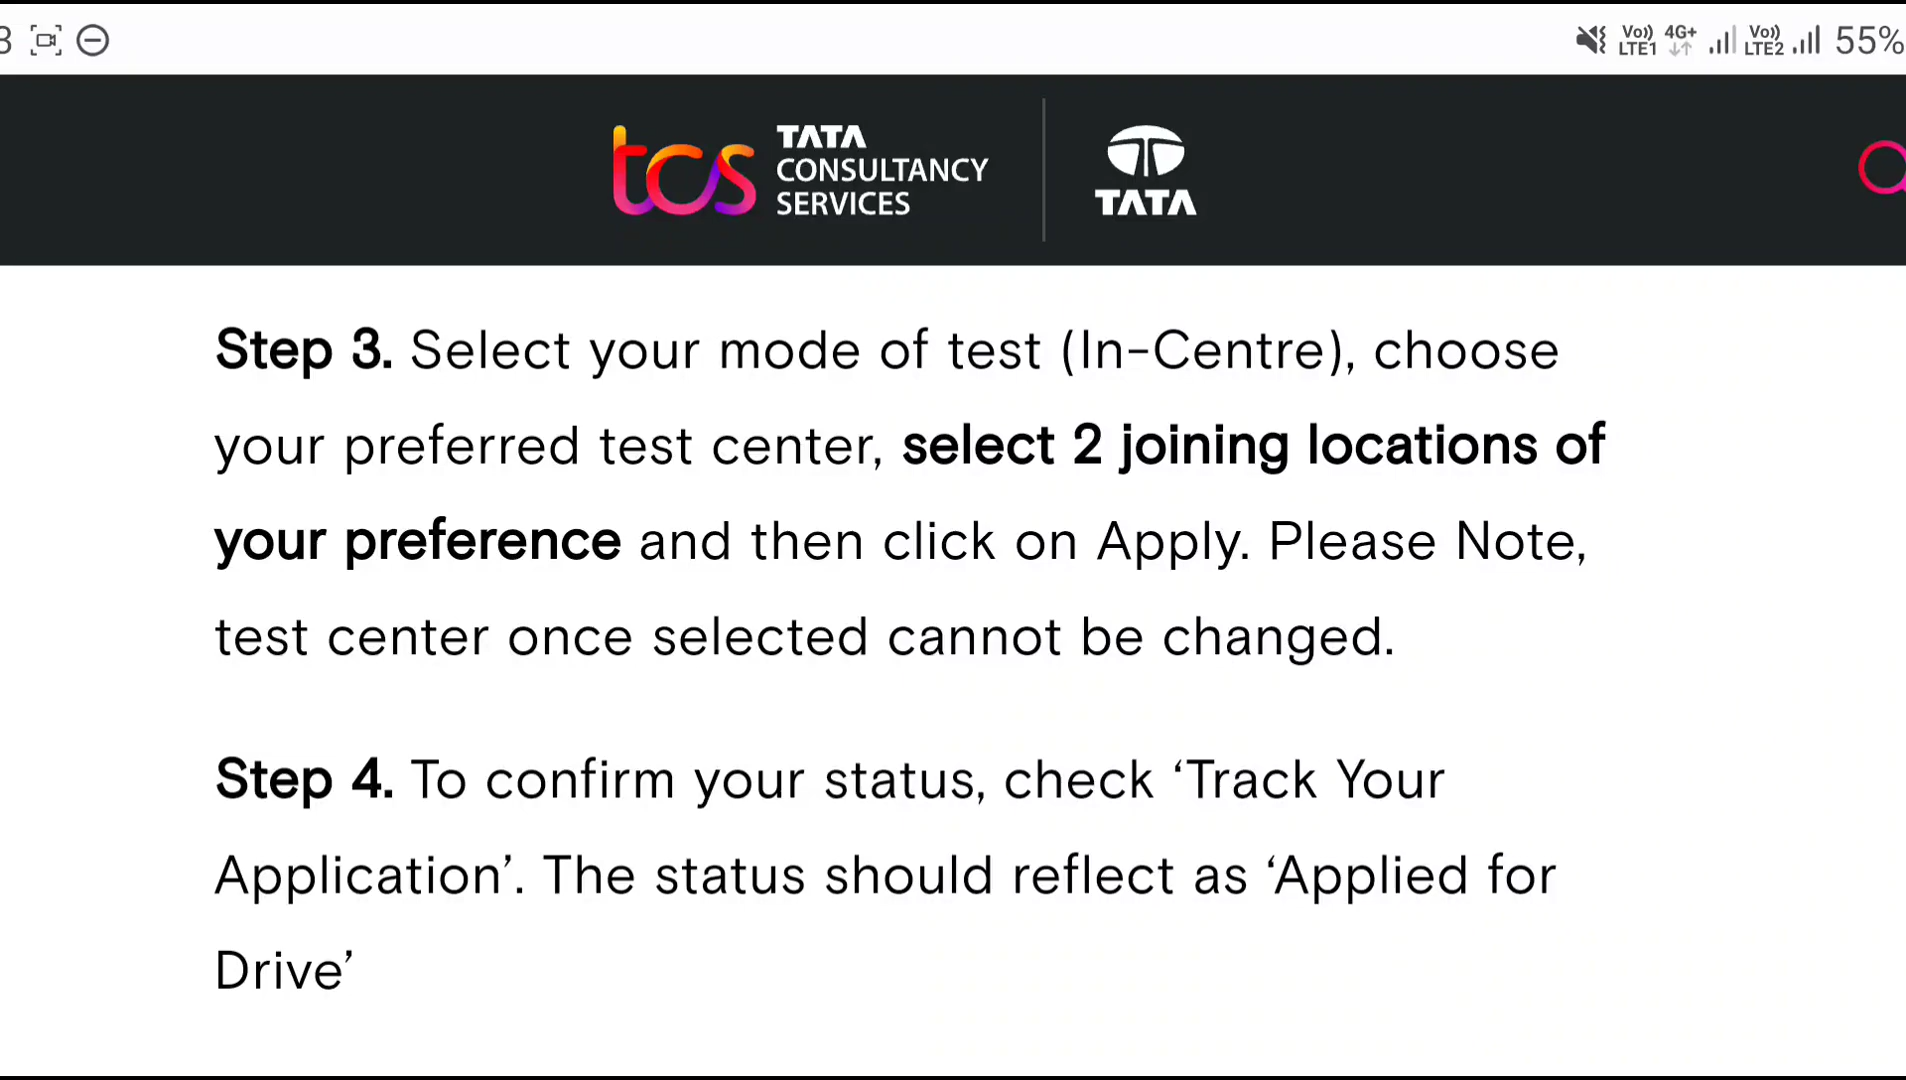 3
Vo)) LTE1 4G+ Vo)) LTE2 55%
tcs TATA CONSULTANCY SERVICES
TATA
Step 3. Select your mode of test (In-Centre), choose
your preferred test center, select 2 joining locations of
your preference and then click on Apply. Please Note,
test center once selected cannot be changed.
Step 4. To confirm your status, check ‘Track Your
Application’. The status should reflect as ‘Applied for
Drive’